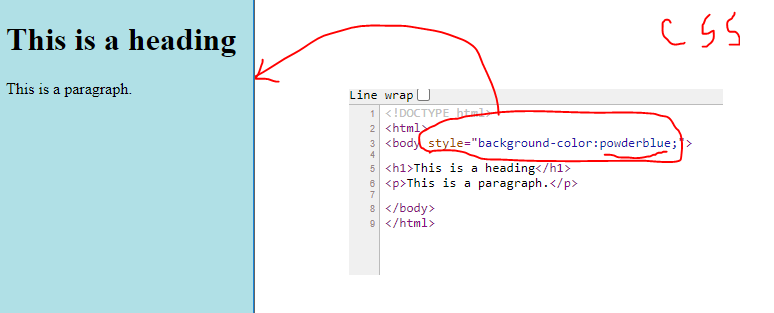 CSS
This is a heading
This is a paragraph.
Line wrap
1 <!DOCTYPE html>
2 <html>
3 <body style="background-color:powderblue;">
4
5 <h1>This is a heading</h1>
6 <p>This is a paragraph.</p>
7
8 </body>
9 </html>